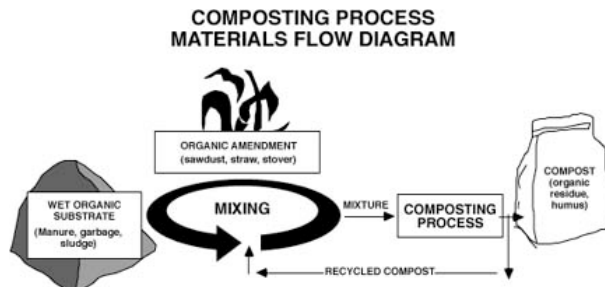 COMPOSTING PROCESS
MATERIALS FLOW DIAGRAM
ORGANIC AMENDMENT
(sawdust, straw, stover)
WET ORGANIC
SUBSTRATE
(Manure, garbage,
sludge)
MIXING
MIXTURE
COMPOSTING
PROCESS
COMPOST
(organic
residue,
humus)
RECYCLED COMPOST